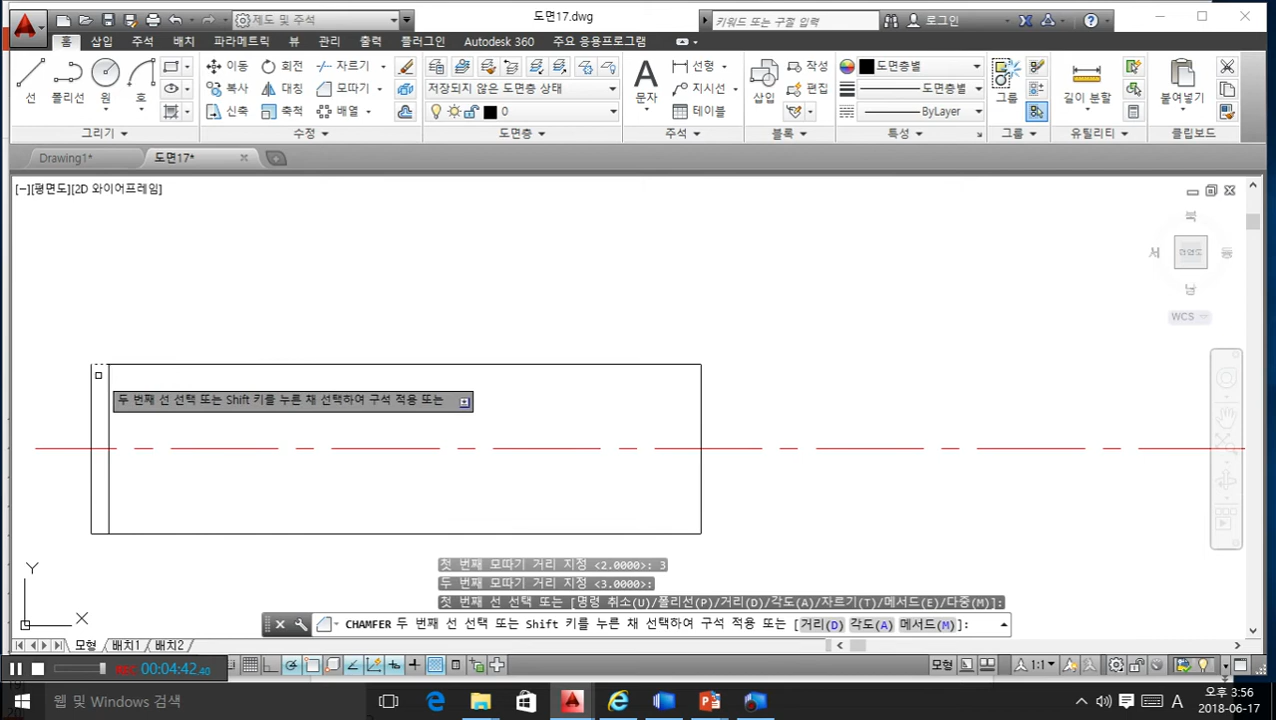 제도 및 주석
도면17.dwg
키워드 또는 구절 입력
로그인
홈 삽입 주석 배치 파라메트릭 뷰 관리 출력 플러그인 Autodesk 360 주요 응용프로그램
이동 회전 자르기
선형
작성
도면층별
복사 대칭 모따기
저장되지 않은 도면층 상태
지시선
편집
도면층별
선 폴리선 원 호
문자
삽입
그룹
길이 분할
붙여넣기
신축 축척 배열
0
테이블
ByLayer
그리기 수정 도면층 주석 블록 특성 그룹 유틸리티 클립보드
Drawing1* 도면17*
[−][평면도][2D 와이어프레임]
북
서
동
남
WCS
두 번째 선 선택 또는 Shift 키를 누른 채 선택하여 구석 적용 또는
첫 번째 모따기 거리 지정 <2.0000>: 3
Y
두 번째 모따기 거리 지정 <3.0000>:
첫 번째 선 선택 또는 [명령 취소(U)/폴리선(P)/거리(D)/각도(A)/자르기(T)/메서드(E)/다중(M)]:
X
CHAMFER 두 번째 선 선택 또는 Shift 키를 누른 채 선택하여 구석 적용 또는 [거리(D) 각도(A) 메서드(M)]:
모형 배치1 배치2
REC 00:04:42.40
모형
1:1
웹 및 Windows 검색
A
오후 3:56
2018-06-17